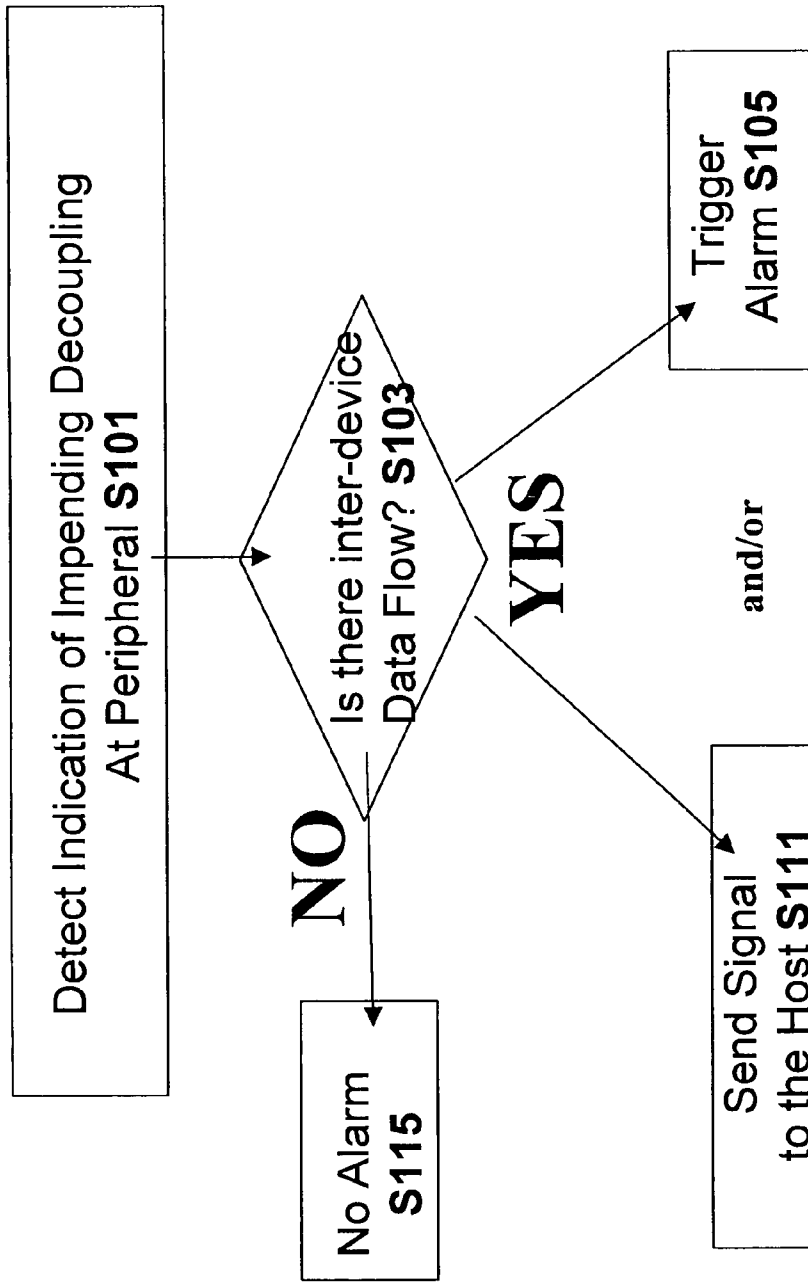 Detect Indication of Impending Decoupling
At Peripheral S101
Is there inter-device
Data Flow? S103
NO
No Alarm
S115
YES
Send Signal
to the Host S111
and/or
Trigger
Alarm S105